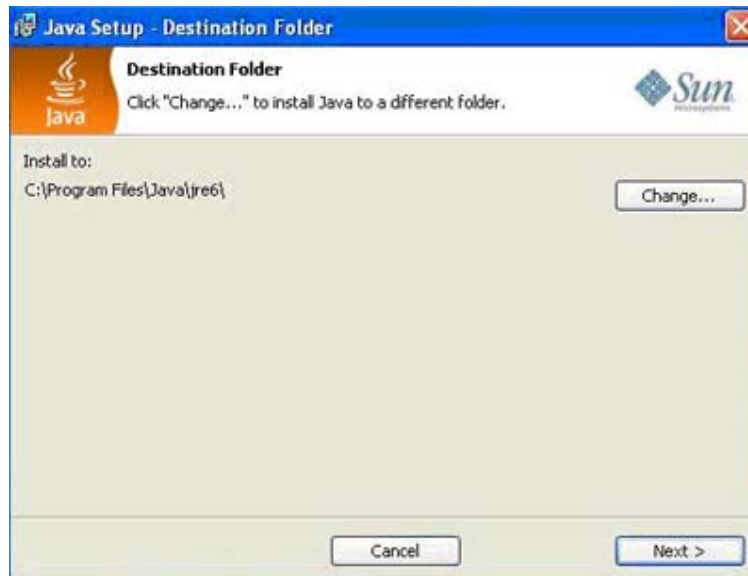 Java Setup - Destination Folder
Java
Destination Folder
Click "Change..." to install Java to a different folder.
Sun
microsystems
Install to:
C:\Program Files\Java\jre6\
Change...
Cancel
Next >